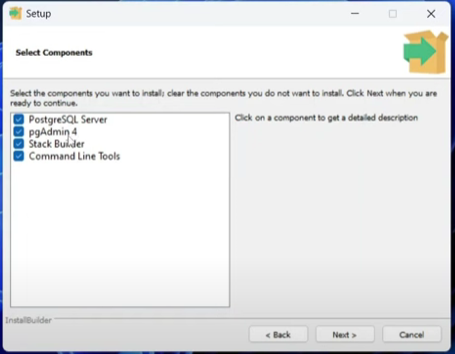 Setup
Select Components
Select the components you want to install; clear the components you do not want to install. Click Next when you are
ready to continue.
PostgreSQL Server
pgAdmin 4
Stack Builder
Command Line Tools
Click on a component to get a detailed description
InstallBuilder
< Back
Next >
Cancel